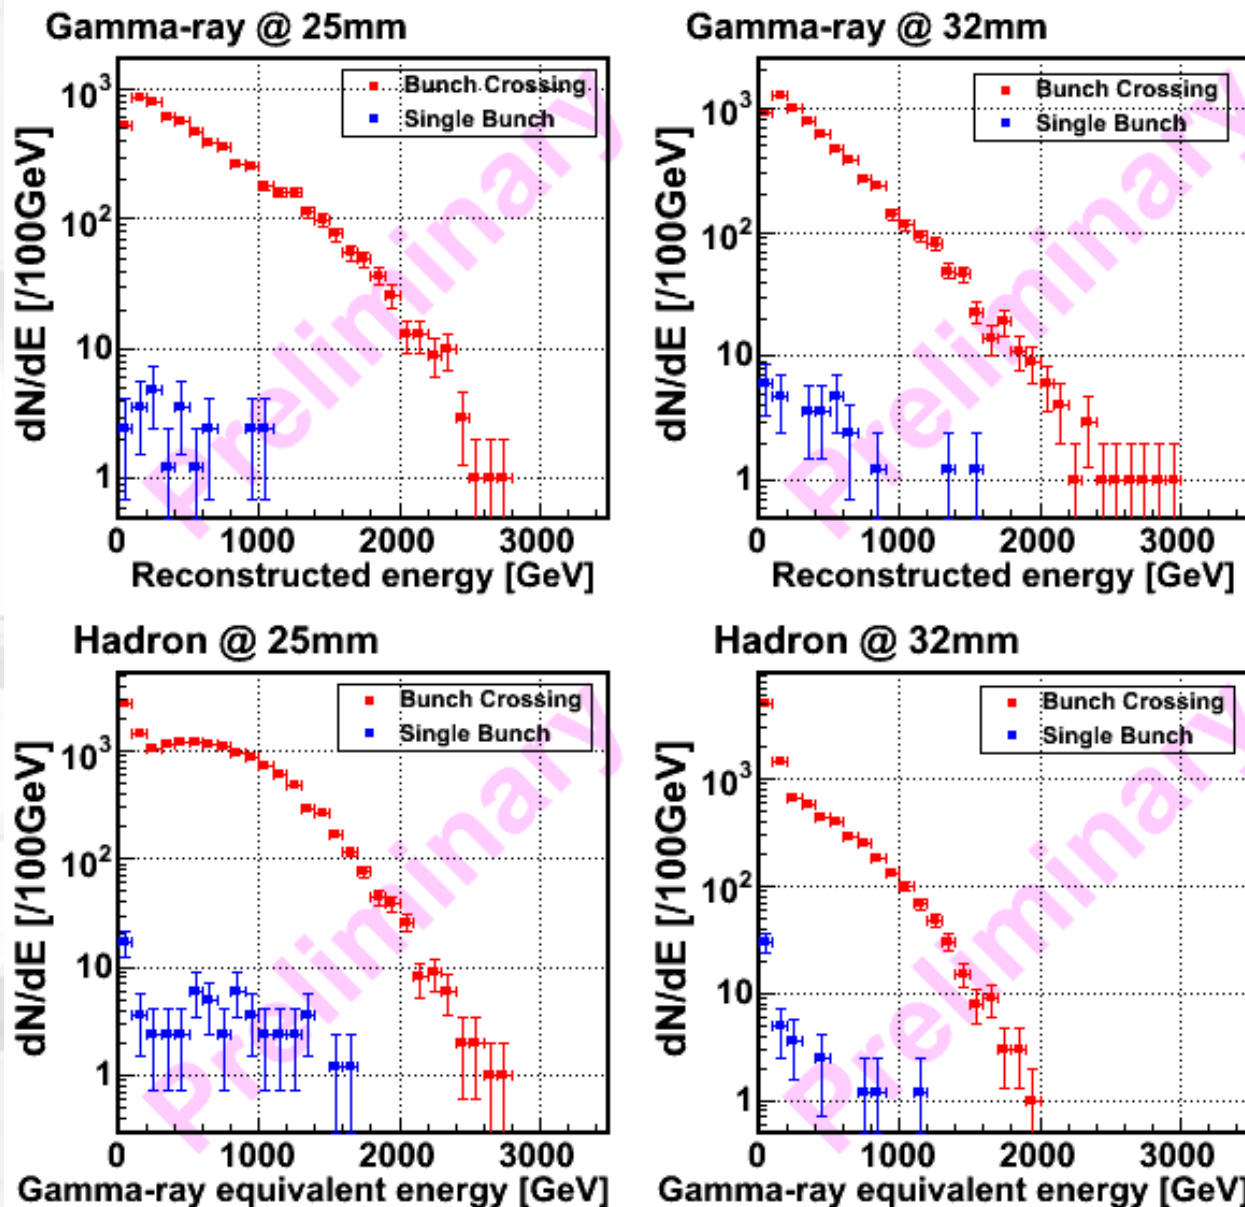 Gamma-ray @ 25mm
10³
10²
10
1
dN/dE [/100GeV]
Bunch Crossing
Single Bunch
Preliminary
0 1000 2000 3000
Reconstructed energy [GeV]
Gamma-ray @ 32mm
10³
10²
10
1
dN/dE [/100GeV]
Bunch Crossing
Single Bunch
Preliminary
0 1000 2000 3000
Reconstructed energy [GeV]
Hadron @ 25mm
10³
10²
10
1
dN/dE [/100GeV]
Bunch Crossing
Single Bunch
Preliminary
0 1000 2000 3000
Gamma-ray equivalent energy [GeV]
Hadron @ 32mm
10³
10²
10
1
dN/dE [/100GeV]
Bunch Crossing
Single Bunch
Preliminary
0 1000 2000 3000
Gamma-ray equivalent energy [GeV]